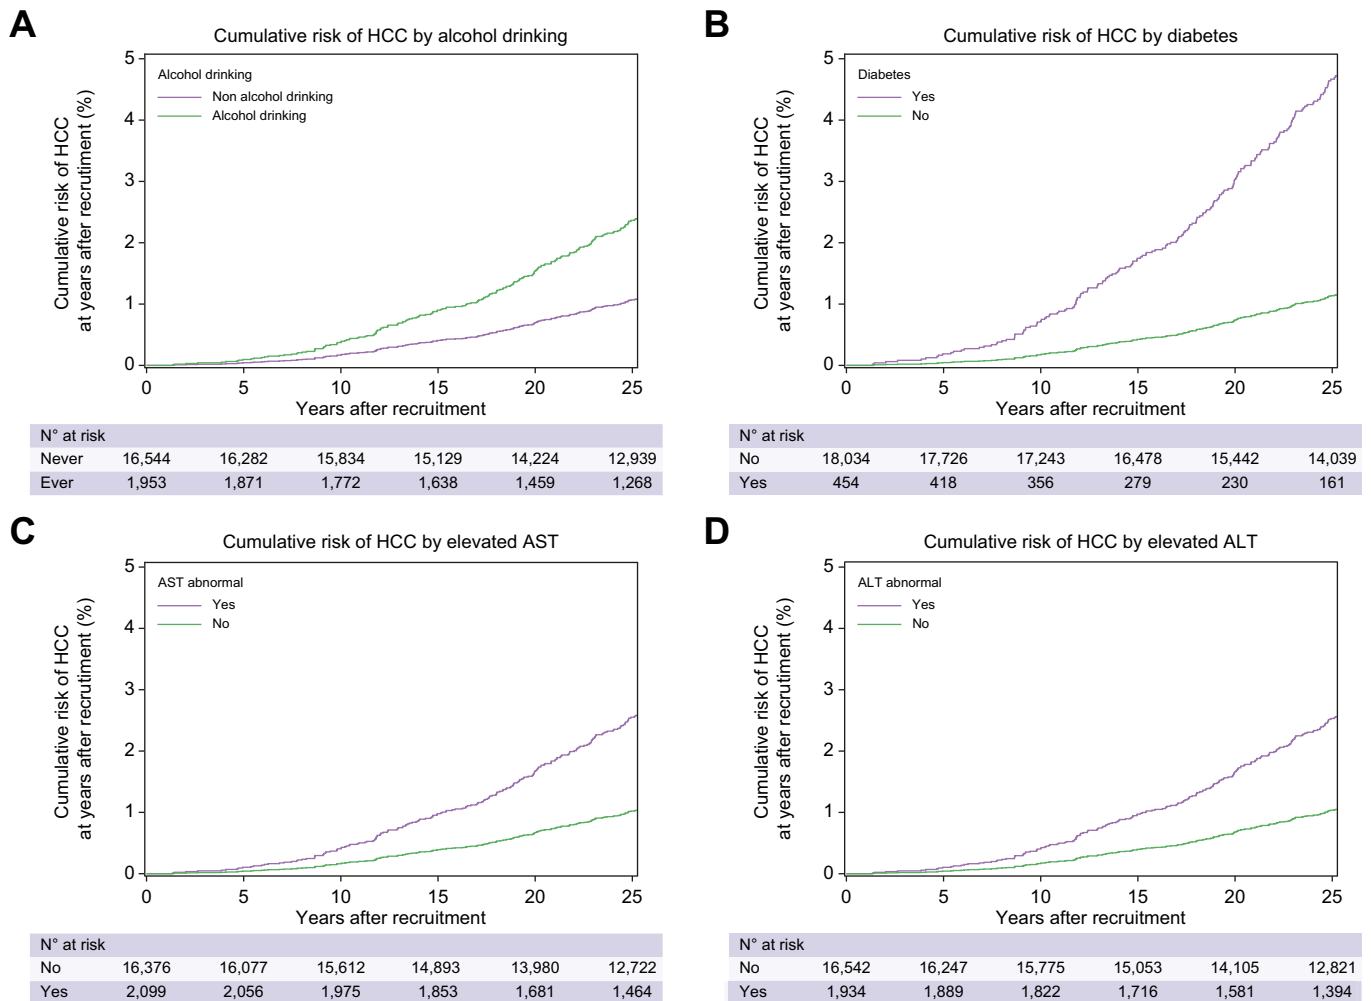 A
Cumulative risk of HCC by alcohol drinking
Cumulative risk of HCC
at years after recrutiment (%)
5
4
3
2
1
0
Alcohol drinking
Non alcohol drinking
Alcohol drinking
0 5 10 15 20 25
Years after recruitment
N° at risk
Never 16,544 16,282 15,834 15,129 14,224 12,939
Ever 1,953 1,871 1,772 1,638 1,459 1,268
B
Cumulative risk of HCC by diabetes
Cumulative risk of HCC
at years after recrutiment (%)
5
4
3
2
1
0
Diabetes
Yes
No
0 5 10 15 20 25
Years after recruitment
N° at risk
No 18,034 17,726 17,243 16,478 15,442 14,039
Yes 454 418 356 279 230 161
C
Cumulative risk of HCC by elevated AST
Cumulative risk of HCC
at years after recrutiment (%)
5
4
3
2
1
0
AST abnormal
Yes
No
0 5 10 15 20 25
Years after recruitment
N° at risk
No 16,376 16,077 15,612 14,893 13,980 12,722
Yes 2,099 2,056 1,975 1,853 1,681 1,464
D
Cumulative risk of HCC by elevated ALT
Cumulative risk of HCC
at years after recrutiment (%)
5
4
3
2
1
0
ALT abnormal
Yes
No
0 5 10 15 20 25
Years after recruitment
N° at risk
No 16,542 16,247 15,775 15,053 14,105 12,821
Yes 1,934 1,889 1,822 1,716 1,581 1,394